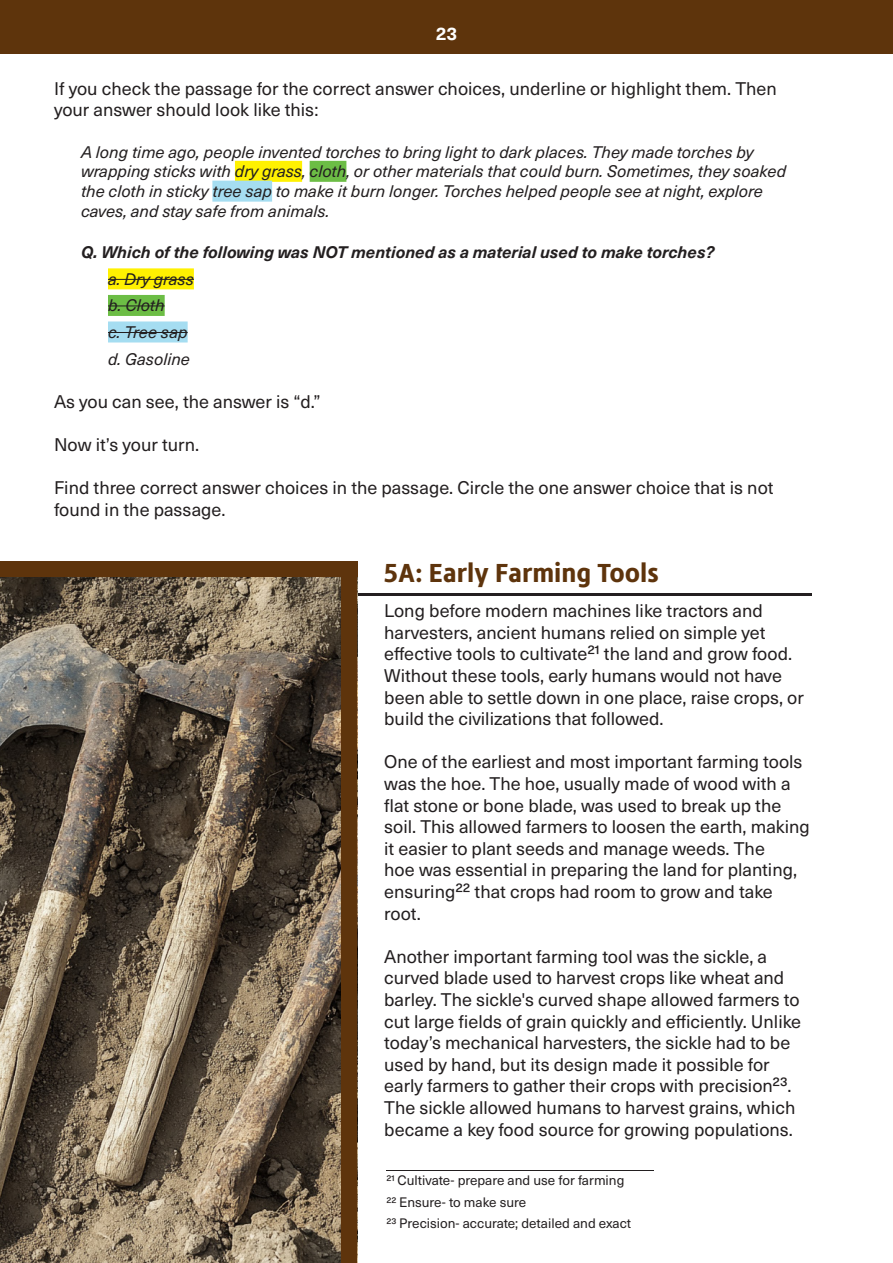 23
If you check the passage for the correct answer choices, underline or highlight them. Then
your answer should look like this:
A long time ago, people invented torches to bring light to dark places. They made torches by
wrapping sticks with dry grass, cloth, or other materials that could burn. Sometimes, they soaked
the cloth in sticky tree sap to make it burn longer. Torches helped people see at night, explore
caves, and stay safe from animals.
Q. Which of the following was NOT mentioned as a material used to make torches?
a. Dry grass
b. Cloth
c. Tree sap
d. Gasoline
As you can see, the answer is “d.”
Now it’s your turn.
Find three correct answer choices in the passage. Circle the one answer choice that is not
found in the passage.
5A: Early Farming Tools
Long before modern machines like tractors and
harvesters, ancient humans relied on simple yet
effective tools to cultivate²¹ the land and grow food.
Without these tools, early humans would not have
been able to settle down in one place, raise crops, or
build the civilizations that followed.
One of the earliest and most important farming tools
was the hoe. The hoe, usually made of wood with a
flat stone or bone blade, was used to break up the
soil. This allowed farmers to loosen the earth, making
it easier to plant seeds and manage weeds. The
hoe was essential in preparing the land for planting,
ensuring²² that crops had room to grow and take
root.
Another important farming tool was the sickle, a
curved blade used to harvest crops like wheat and
barley. The sickle's curved shape allowed farmers to
cut large fields of grain quickly and efficiently. Unlike
today’s mechanical harvesters, the sickle had to be
used by hand, but its design made it possible for
early farmers to gather their crops with precision²³.
The sickle allowed humans to harvest grains, which
became a key food source for growing populations.
²¹ Cultivate- prepare and use for farming
²² Ensure- to make sure
²³ Precision- accurate; detailed and exact